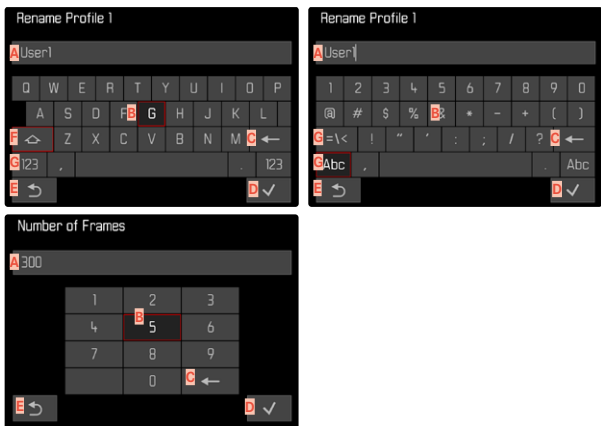 Rename Profile 1
A User1
Q W E R T Y U I O P
A S D F B G H J K L
F Z X C V B N M C ←
G 123 , . 123
E D
Rename Profile 1
A User1
1 2 3 4 5 6 7 8 9 0
@ # $ % B & * - + ( )
G =\< ! " ' : ; / ? C ←
G Abc , . Abc
E D
Number of Frames
A 300
1 2 3
4 B 5 6
7 8 9
0 C ←
E D